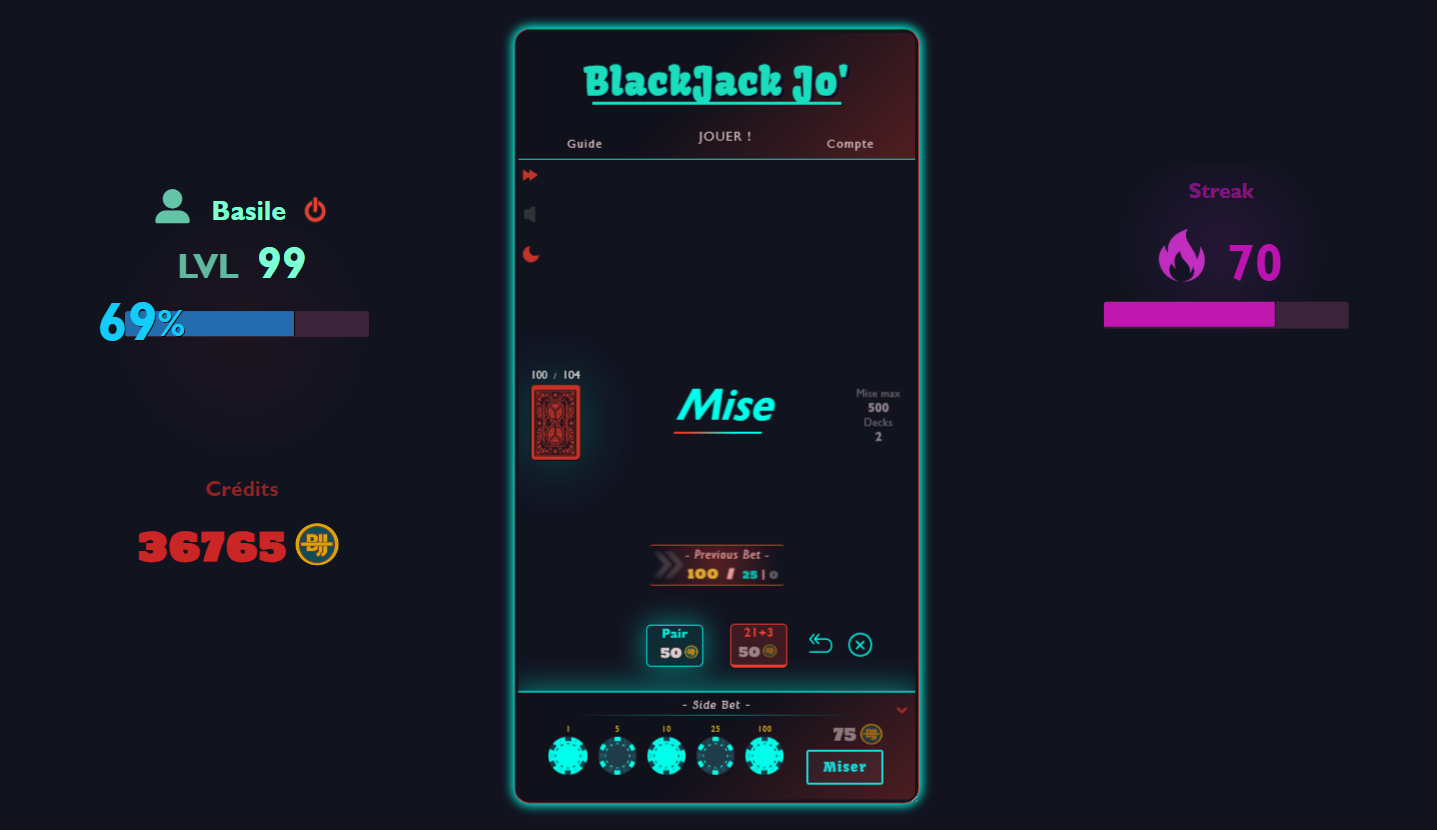 BlackJack Jo'
Guide
JOUER !
Compte
Basile
LVL 99
69%
Crédits
36765 BJJ
Streak
70
100 / 104
Mise
Mise max
500
Decks
2
- Previous Bet -
100 / 25 | 0
Pair
50
21+3
50
- Side Bet -
1 5 10 25 100
75
Miser